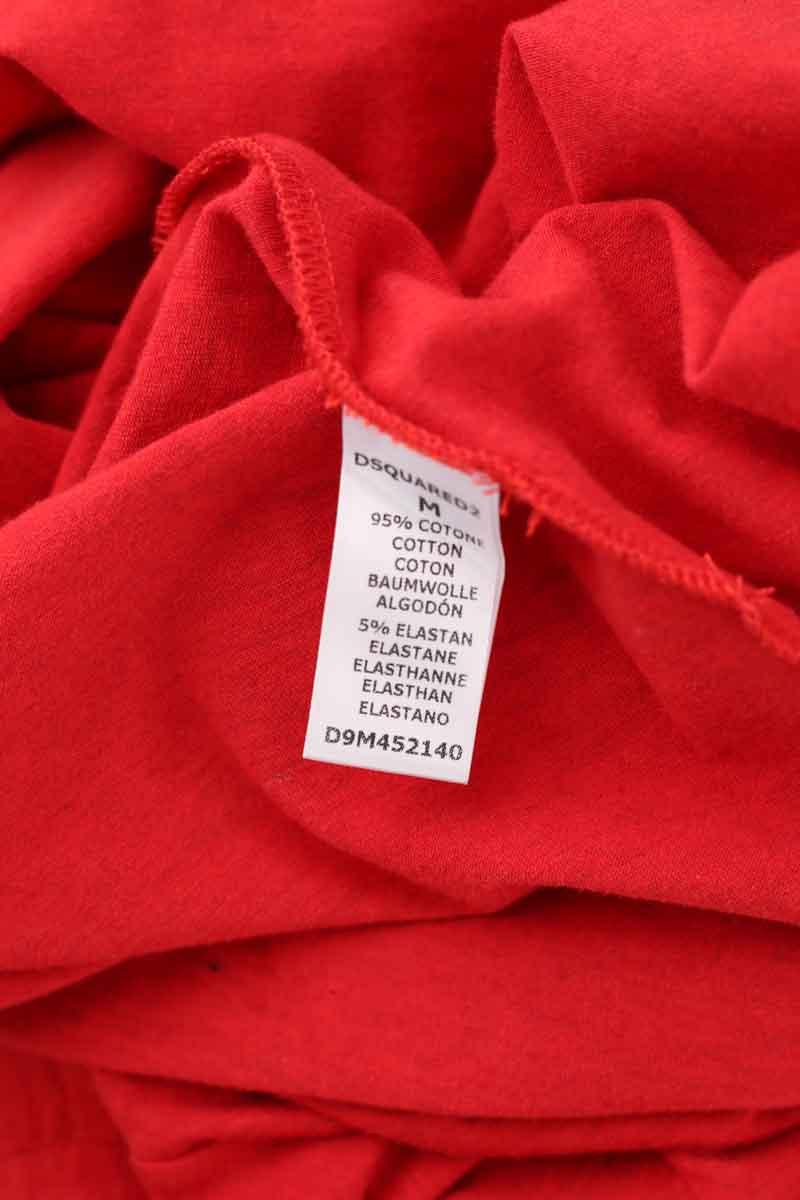 DSQUARED2
M
95% COTONE
COTTON
COTON
BAUMWOLLE
ALGODÓN
5% ELASTAN
ELASTANE
ELASTHANNE
ELASTHAN
ELASTANO
D9M452140